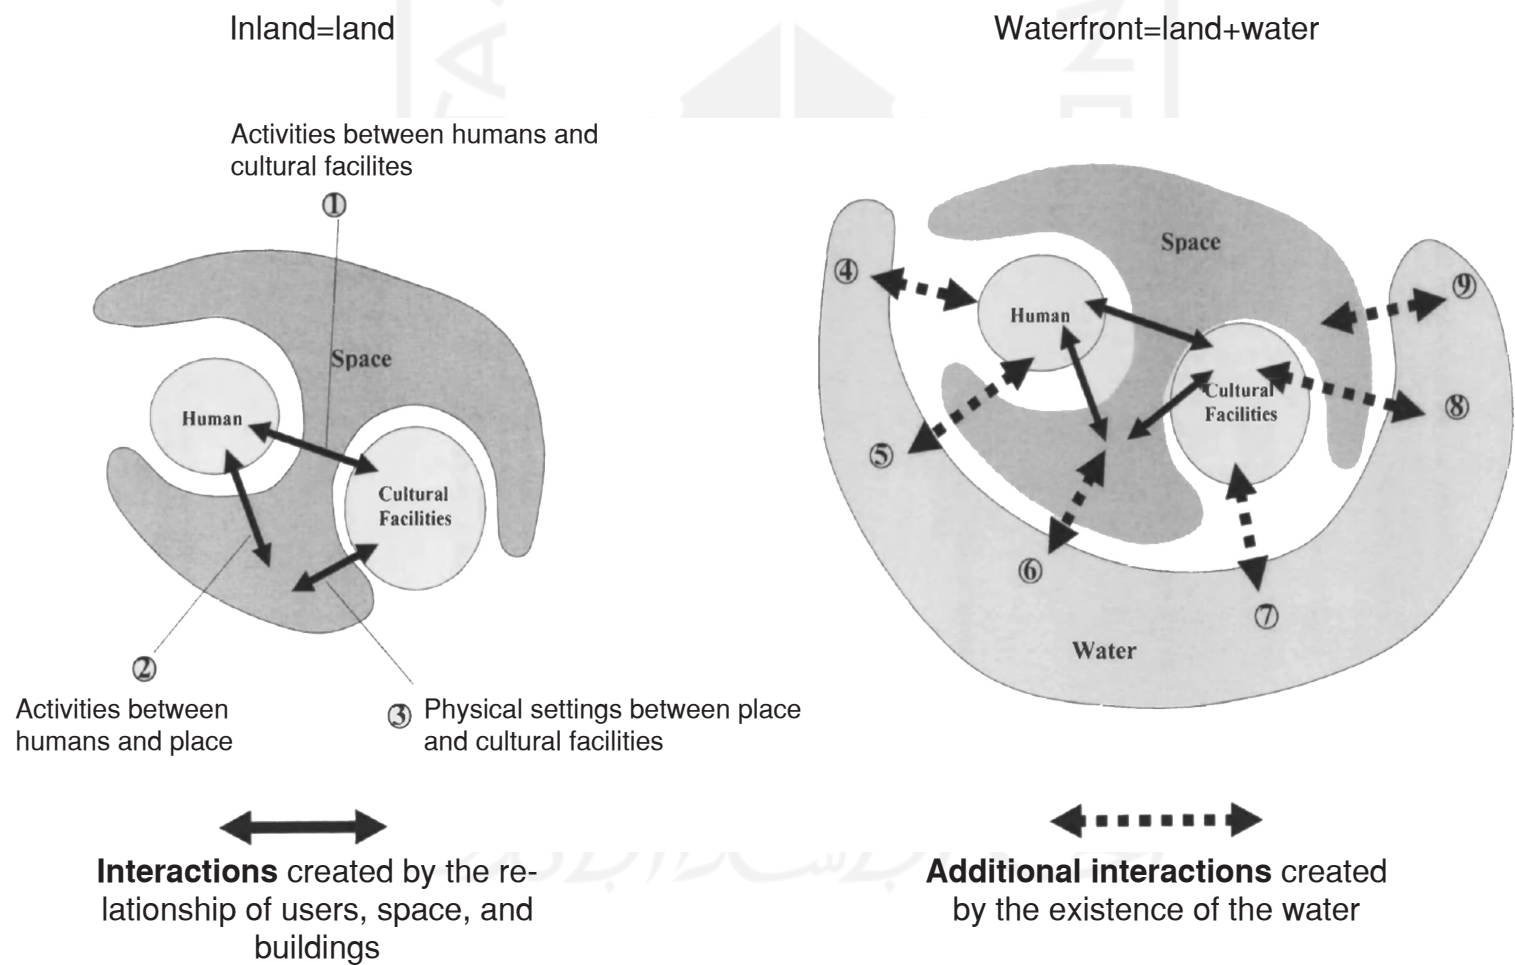 Inland=land
Waterfront=land+water
Activities between humans and
cultural facilites
①
Space
Human
Cultural
Facilities
②
Activities between
humans and place
③ Physical settings between place
and cultural facilities
Interactions created by the re-
lationship of users, space, and
buildings
Space
④
⑨
Human
Cultural
Facilities
⑧
⑤
⑥
⑦
Water
Additional interactions created
by the existence of the water